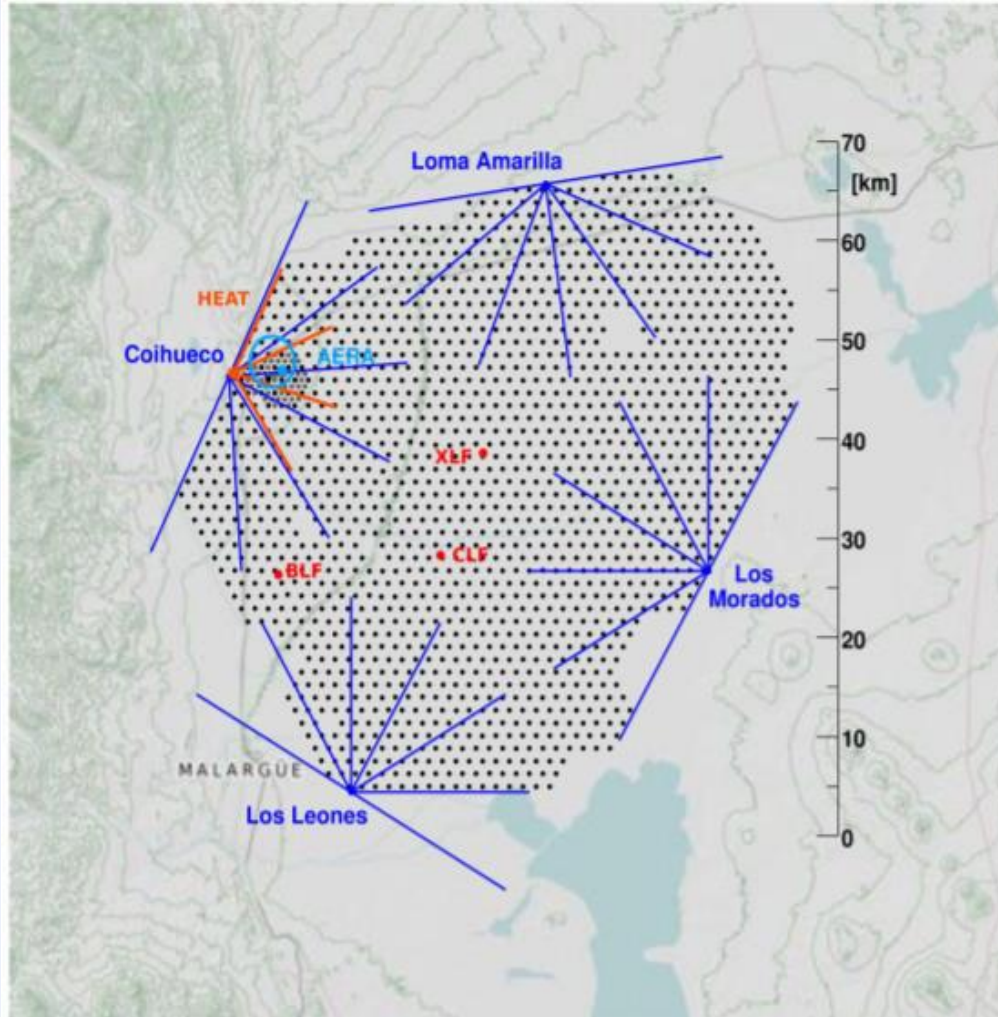 70
Loma Amarilla
[km]
60
HEAT
50
Coihueco
AERA
40
XLF
30
BLF
CLF
Los
Morados
20
10
MALARGÜE
Los Leones
0